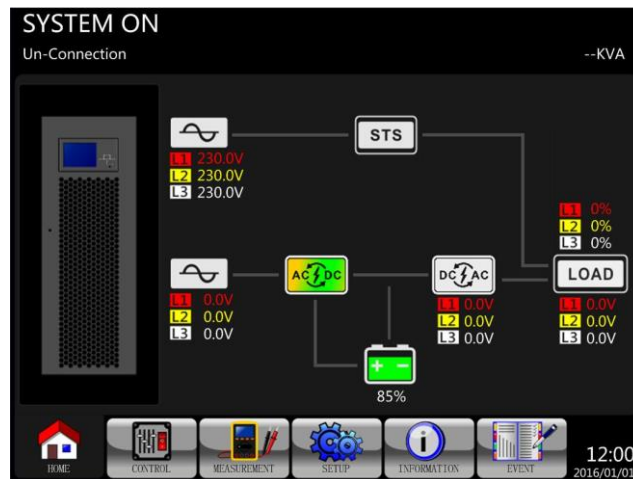 SYSTEM ON
Un-Connection
--KVA
STS
L1 230.0V
L2 230.0V
L3 230.0V
L1 0%
L2 0%
L3 0%
AC DC
DC AC
LOAD
L1 0.0V
L2 0.0V
L3 0.0V
L1 0.0V
L2 0.0V
L3 0.0V
L1 0.0V
L2 0.0V
L3 0.0V
+ -
85%
HOME
CONTROL
MEASUREMENT
SETUP
INFORMATION
EVENT
12:00
2016/01/01